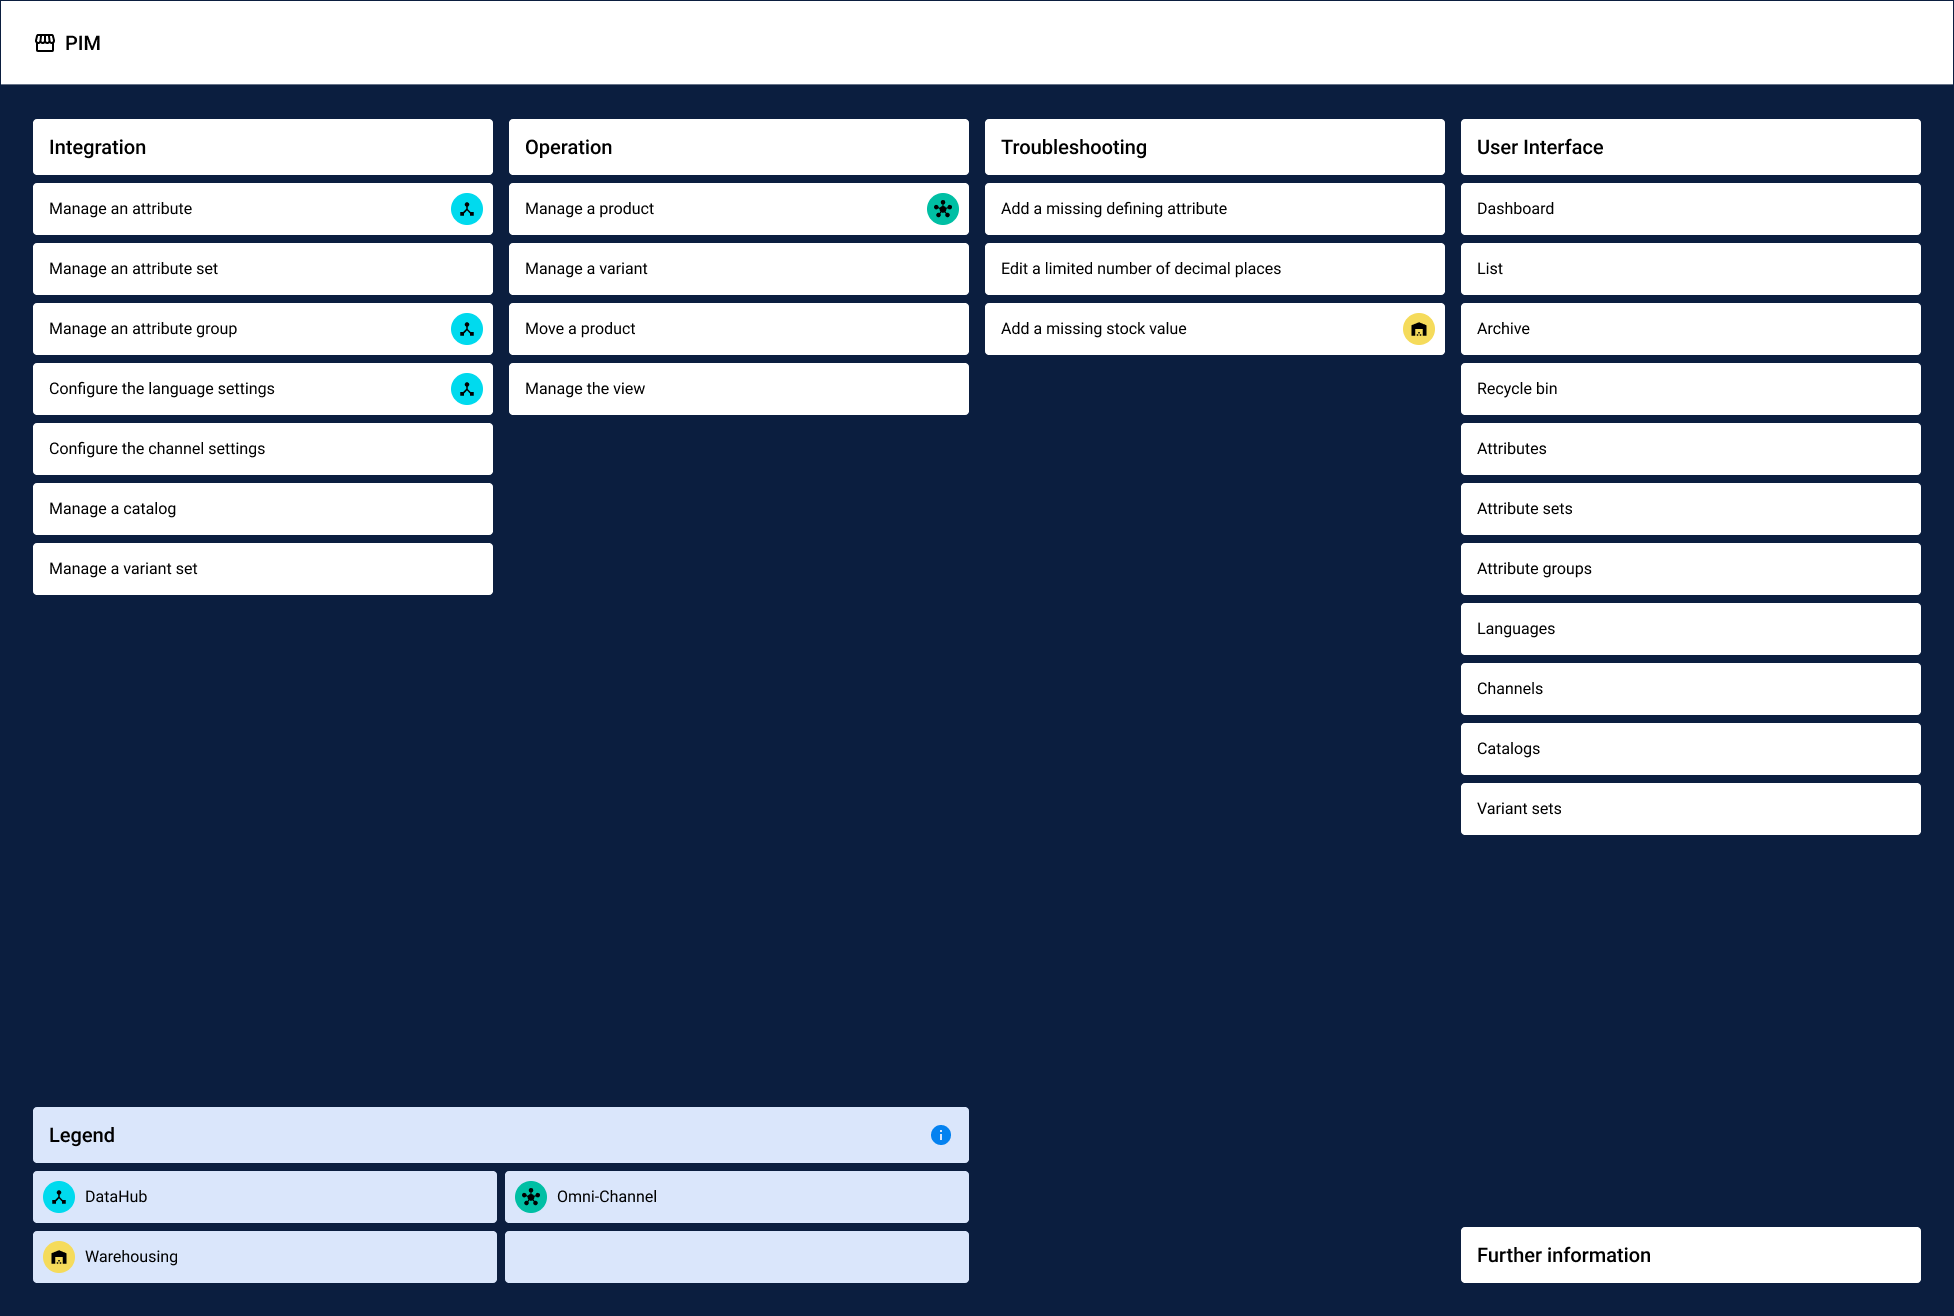 PIM
Integration
Manage an attribute
Manage an attribute set
Manage an attribute group
Configure the language settings
Configure the channel settings
Manage a catalog
Manage a variant set
Operation
Manage a product
Manage a variant
Move a product
Manage the view
Troubleshooting
Add a missing defining attribute
Edit a limited number of decimal places
Add a missing stock value
User Interface
Dashboard
List
Archive
Recycle bin
Attributes
Attribute sets
Attribute groups
Languages
Channels
Catalogs
Variant sets
Legend
DataHub
Omni-Channel
Warehousing
Further information